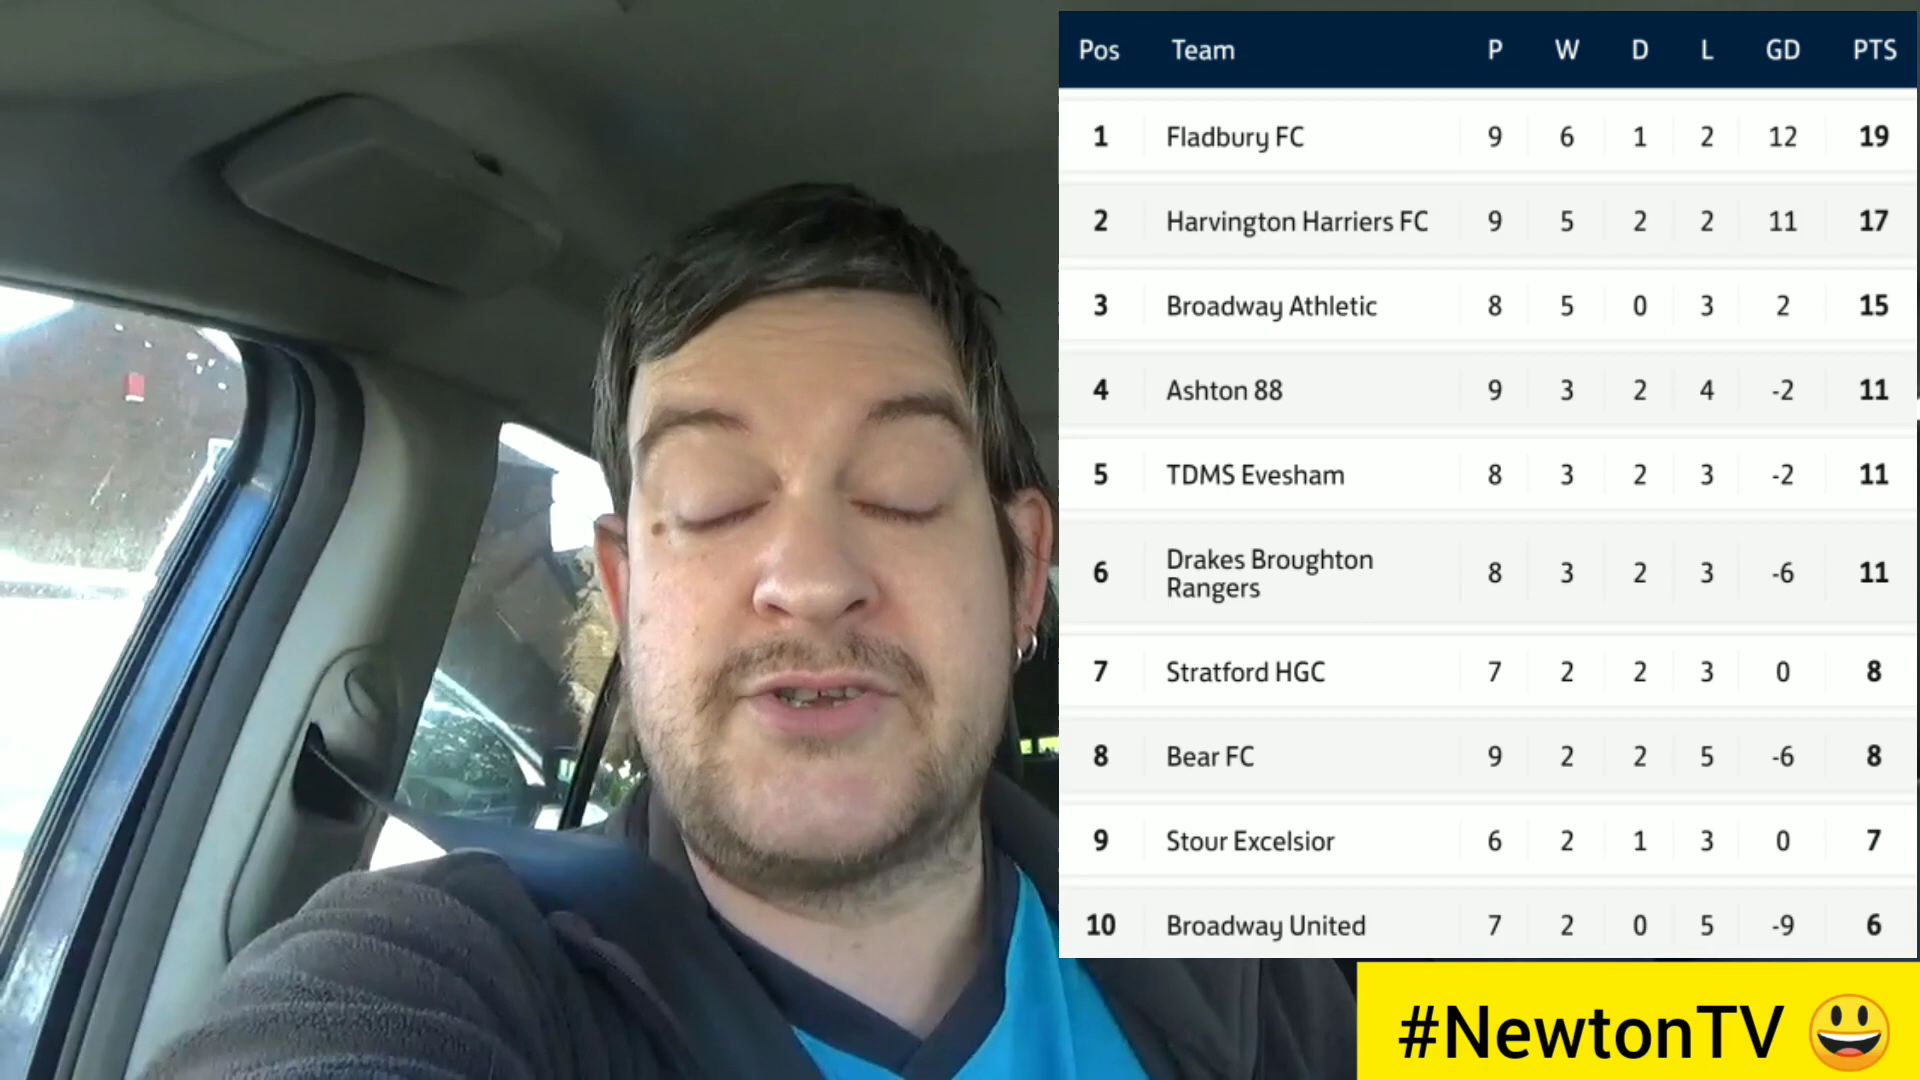 Pos Team P W D L GD PTS
1 Fladbury FC 9 6 1 2 12 19
2 Harvington Harriers FC 9 5 2 2 11 17
3 Broadway Athletic 8 5 0 3 2 15
4 Ashton 88 9 3 2 4 -2 11
5 TDMS Evesham 8 3 2 3 -2 11
6 Drakes Broughton Rangers 8 3 2 3 -6 11
7 Stratford HGC 7 2 2 3 0 8
8 Bear FC 9 2 2 5 -6 8
9 Stour Excelsior 6 2 1 3 0 7
10 Broadway United 7 2 0 5 -9 6
#NewtonTV 😃